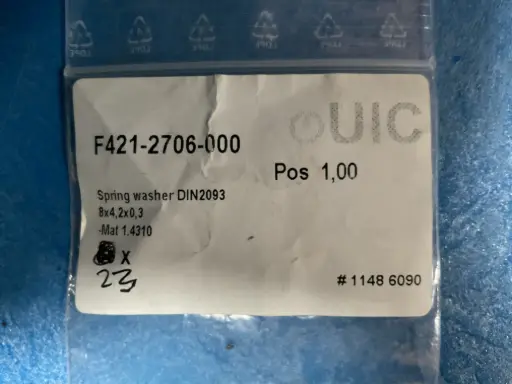 UIC
F421-2706-000
Pos 1,00
Spring washer DIN2093
8x4,2x0,3
-Mat 1.4310
x
23
# 1148 6090